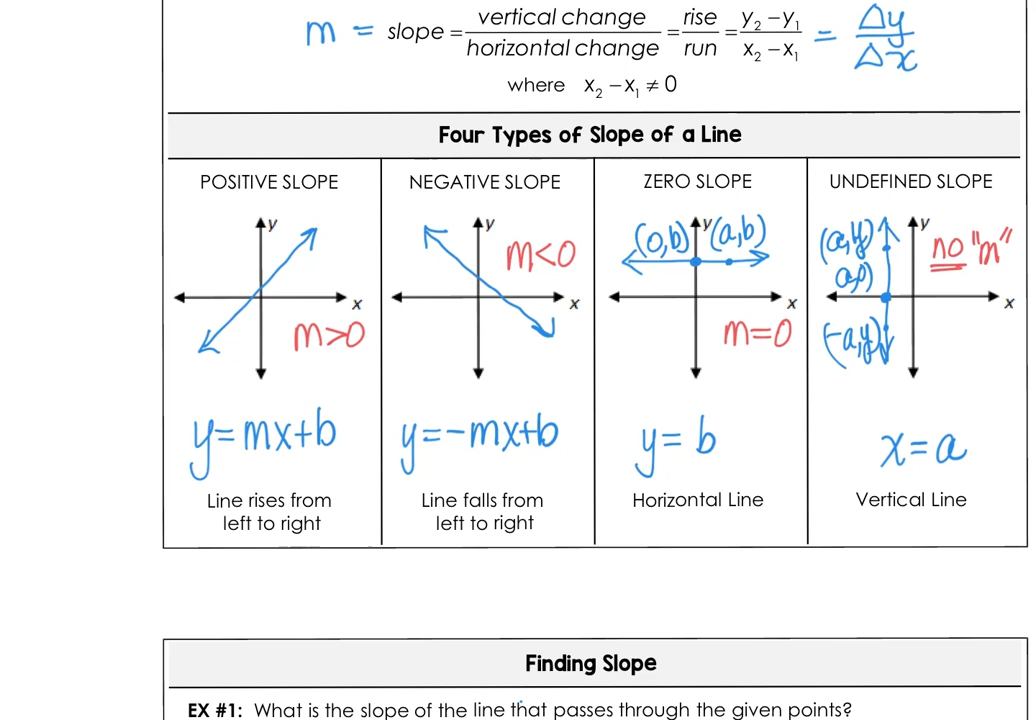 m = slope = vertical change / horizontal change = rise / run = y₂ – y₁ / x₂ – x₁ = Δy / Δx
where x₂ – x₁ ≠ 0
Four Types of Slope of a Line
POSITIVE SLOPE
y
x
m>0
y=mx+b
Line rises from
left to right
NEGATIVE SLOPE
y
m<0
x
y=-mx+b
Line falls from
left to right
ZERO SLOPE
(0,b) y (a,b)
x
m=0
y=b
Horizontal Line
UNDEFINED SLOPE
(a,y) y no "m"
x
(-a,y)
x=a
Vertical Line
Finding Slope
EX #1: What is the slope of the line that passes through the given points?